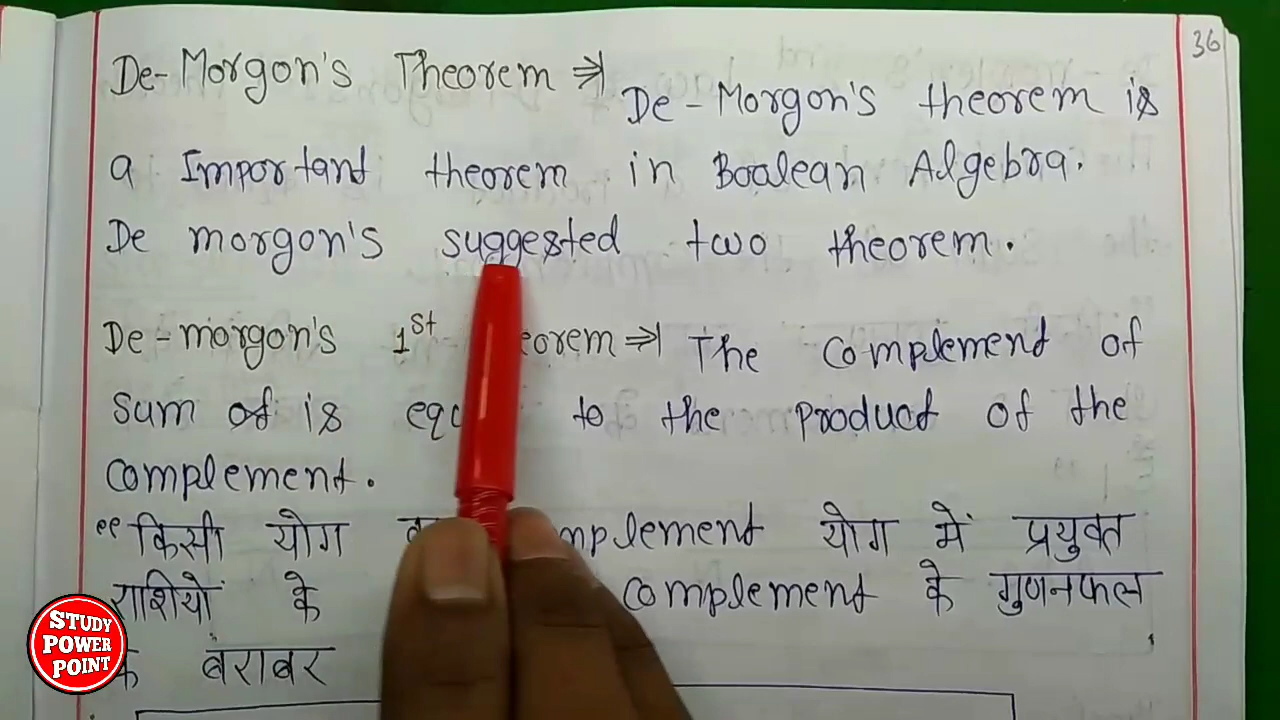 36
De-Morgon's Theorem ⇒ De-Morgon's theorem is
a Important theorem in Boolean Algebra.
De morgon's suggested two theorem.
De-morgon's 1st eorem ⇒ The Complement of
Sum of is equ to the product of the
Complement.
"किसी योग mplement योग में प्रयुक्त
राशियों के Complement के गुणनफल
के बराबर
STUDY
POWER
POINT